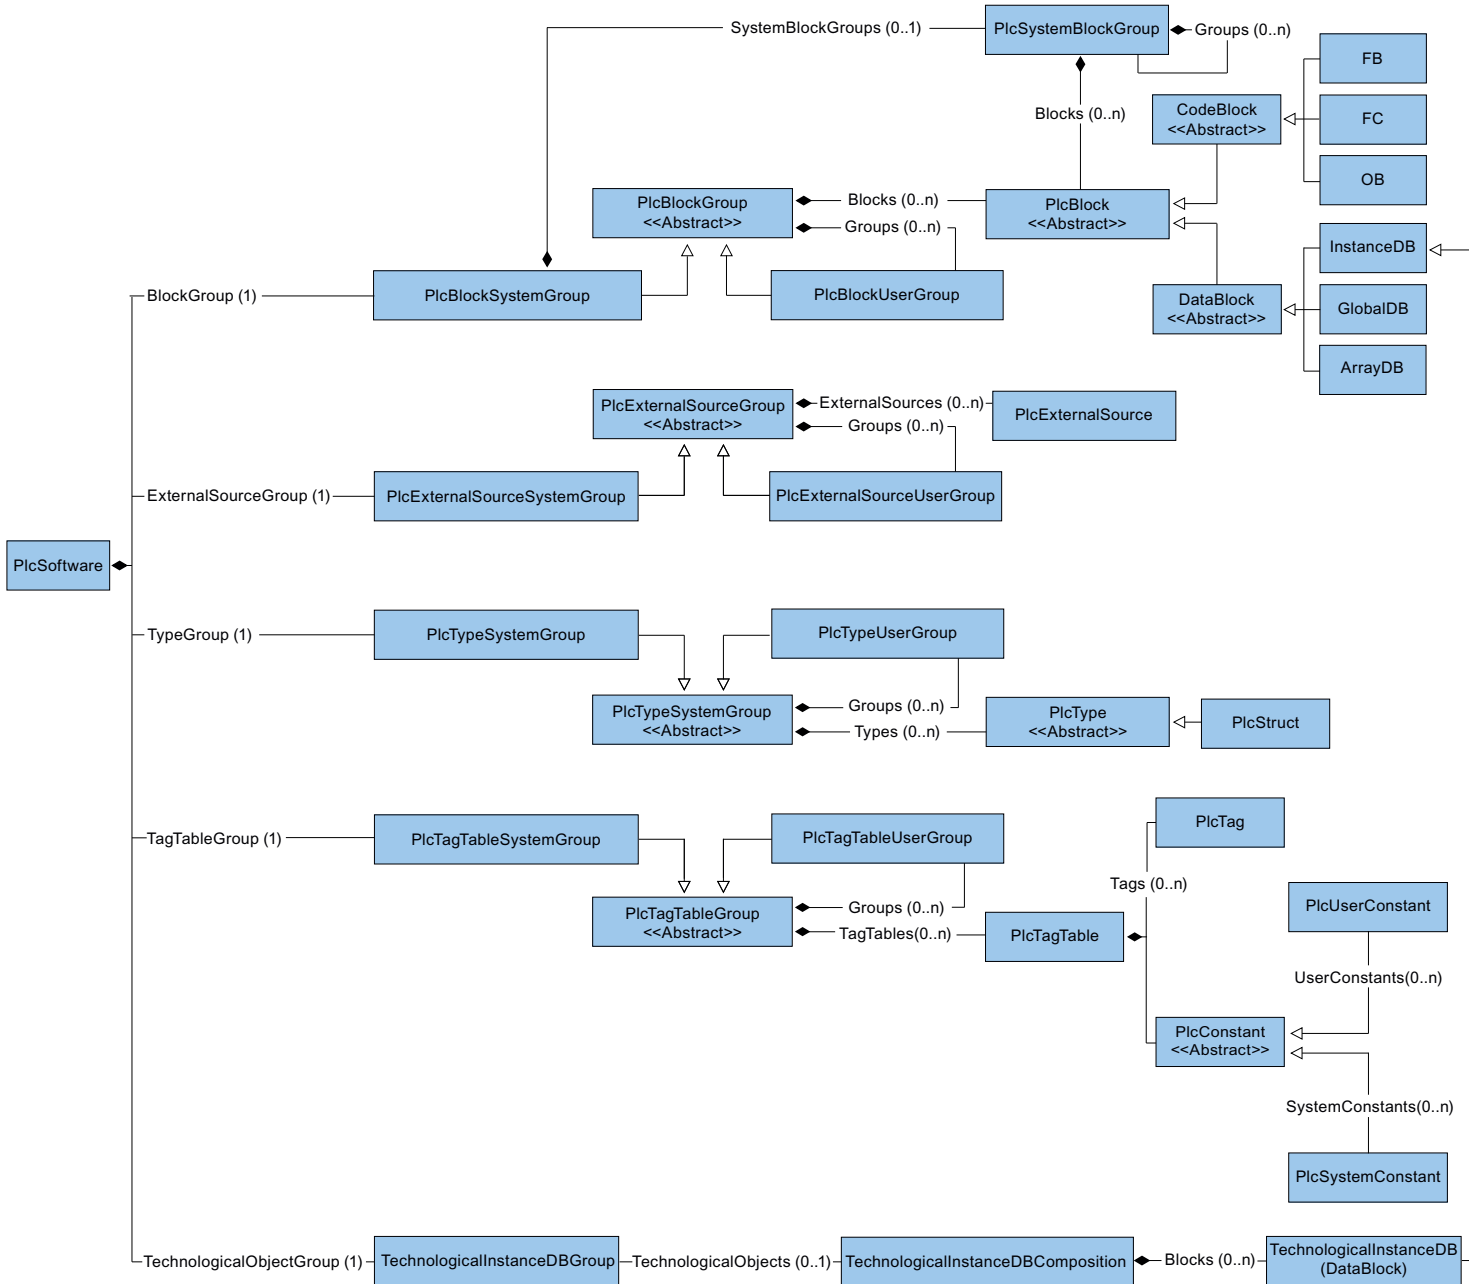 SystemBlockGroups (0..1)
PlcSystemBlockGroup
Groups (0..n)
FB
Blocks (0..n)
CodeBlock
<<Abstract>>
FC
OB
PlcBlockGroup
<<Abstract>>
Blocks (0..n)
Groups (0..n)
PlcBlock
<<Abstract>>
InstanceDB
BlockGroup (1)
PlcBlockSystemGroup
PlcBlockUserGroup
DataBlock
<<Abstract>>
GlobalDB
ArrayDB
PlcExternalSourceGroup
<<Abstract>>
ExternalSources (0..n)
Groups (0..n)
PlcExternalSource
ExternalSourceGroup (1)
PlcExternalSourceSystemGroup
PlcExternalSourceUserGroup
PlcSoftware
TypeGroup (1)
PlcTypeSystemGroup
PlcTypeUserGroup
PlcTypeSystemGroup
<<Abstract>>
Groups (0..n)
Types (0..n)
PlcType
<<Abstract>>
PlcStruct
TagTableGroup (1)
PlcTagTableSystemGroup
PlcTagTableUserGroup
PlcTag
Tags (0..n)
PlcTagTableGroup
<<Abstract>>
Groups (0..n)
TagTables(0..n)
PlcTagTable
PlcUserConstant
UserConstants(0..n)
PlcConstant
<<Abstract>>
SystemConstants(0..n)
PlcSystemConstant
TechnologicalObjectGroup (1)
TechnologicalInstanceDBGroup
TechnologicalObjects (0..1)
TechnologicalInstanceDBComposition
Blocks (0..n)
TechnologicalInstanceDB
(DataBlock)